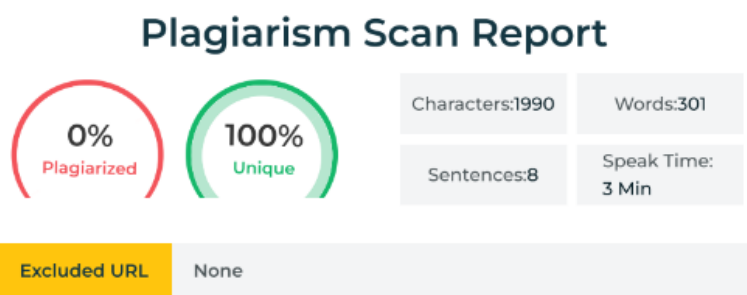 Plagiarism Scan Report
0%
Plagiarized
100%
Unique
Characters:1990
Words:301
Sentences:8
Speak Time:
3 Min
Excluded URL
None